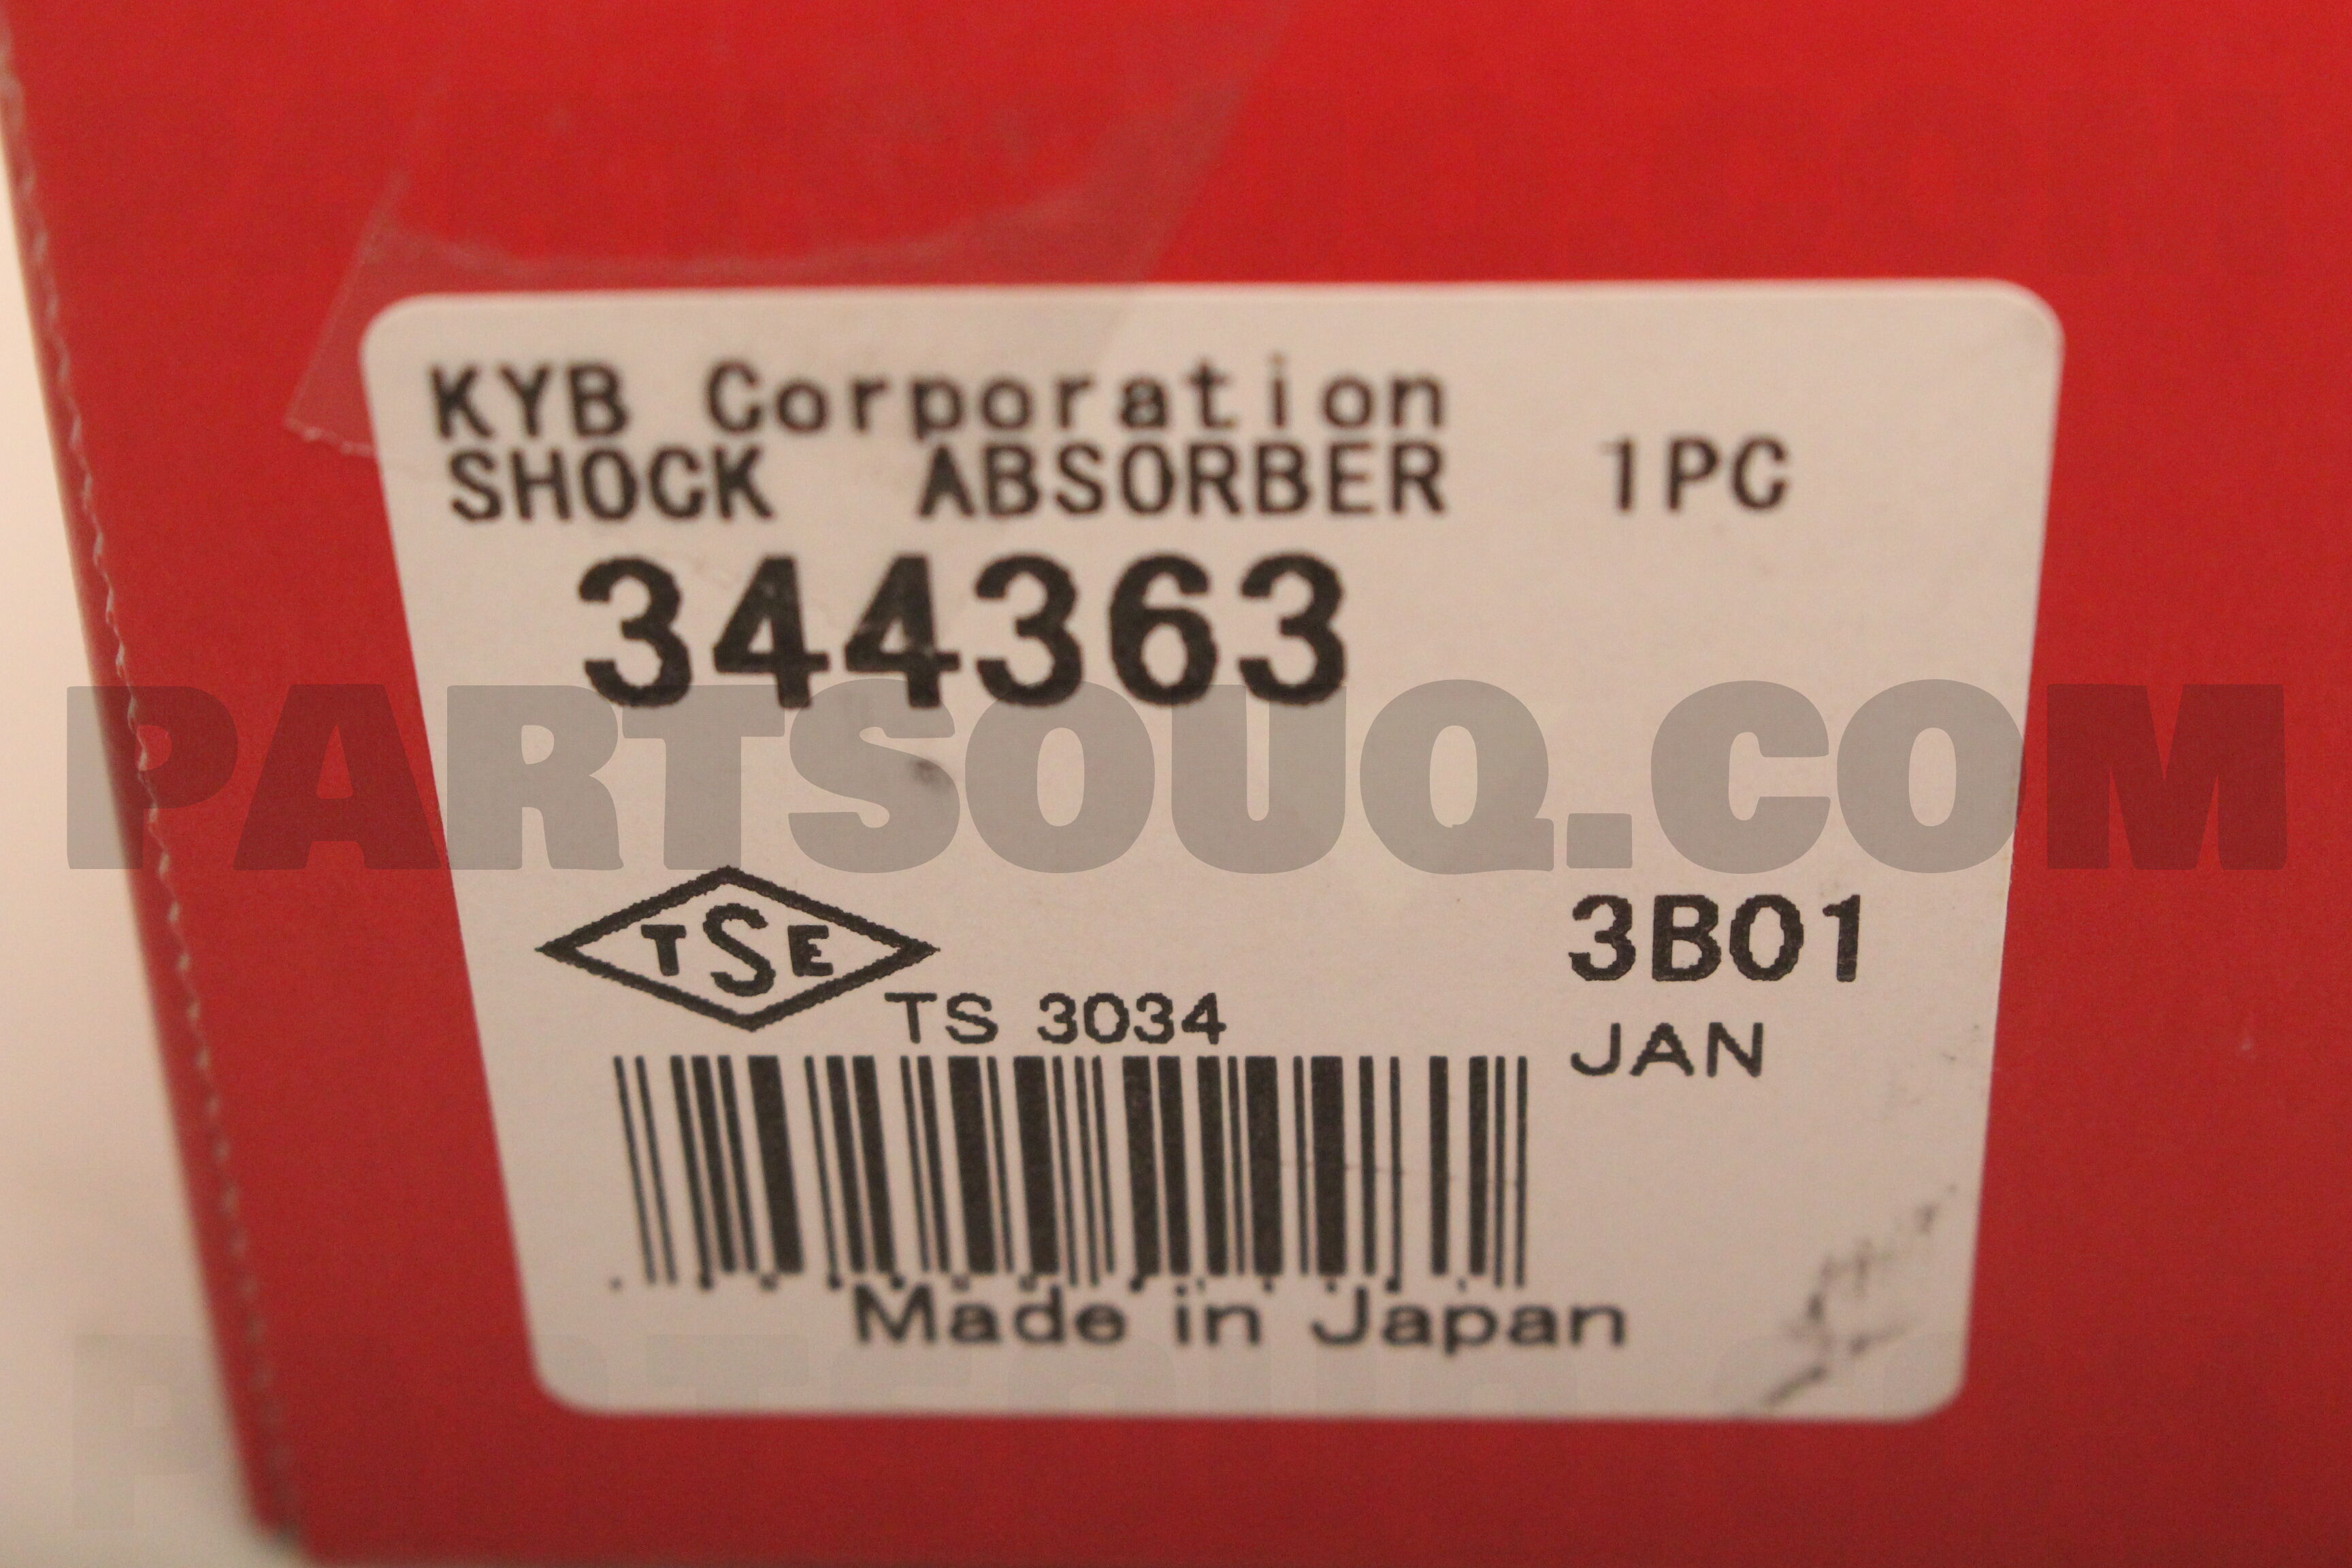 KYB Corporation
SHOCK ABSORBER 1PC
344363
PARTSOUQ.COM
TSE
3B01
TS 3034
JAN
Made in Japan